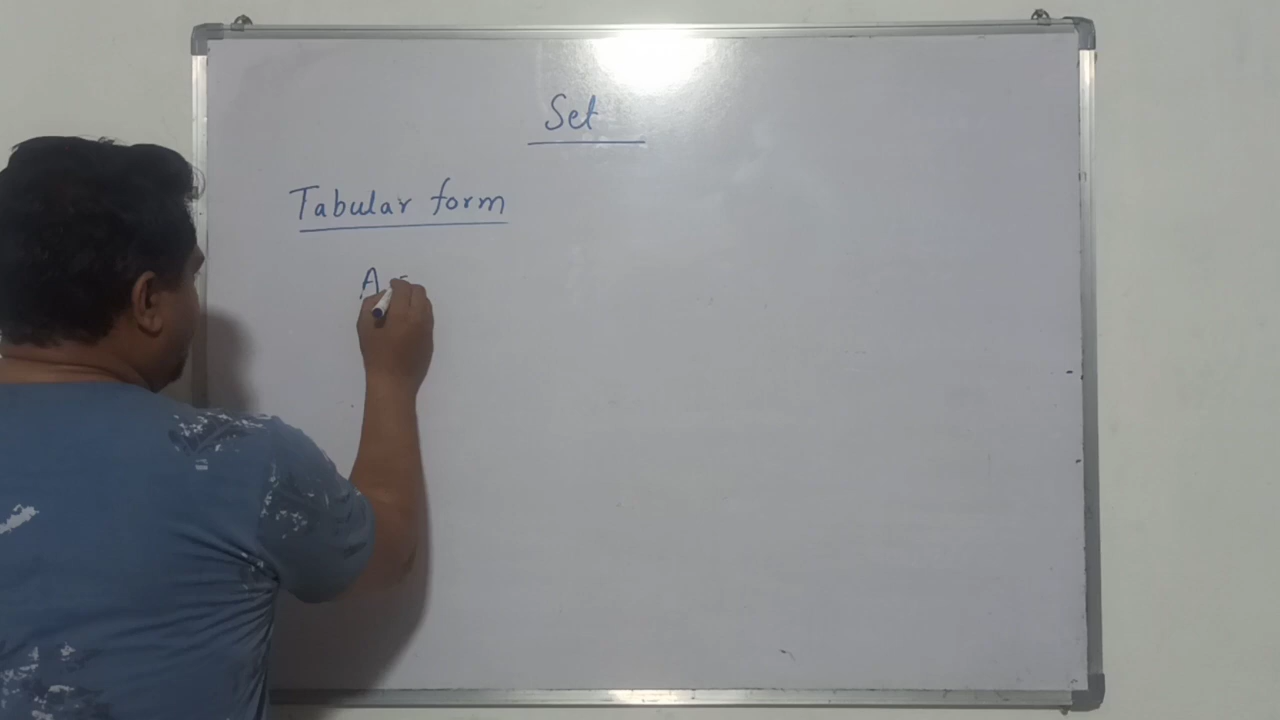 Set
Tabular form
A =